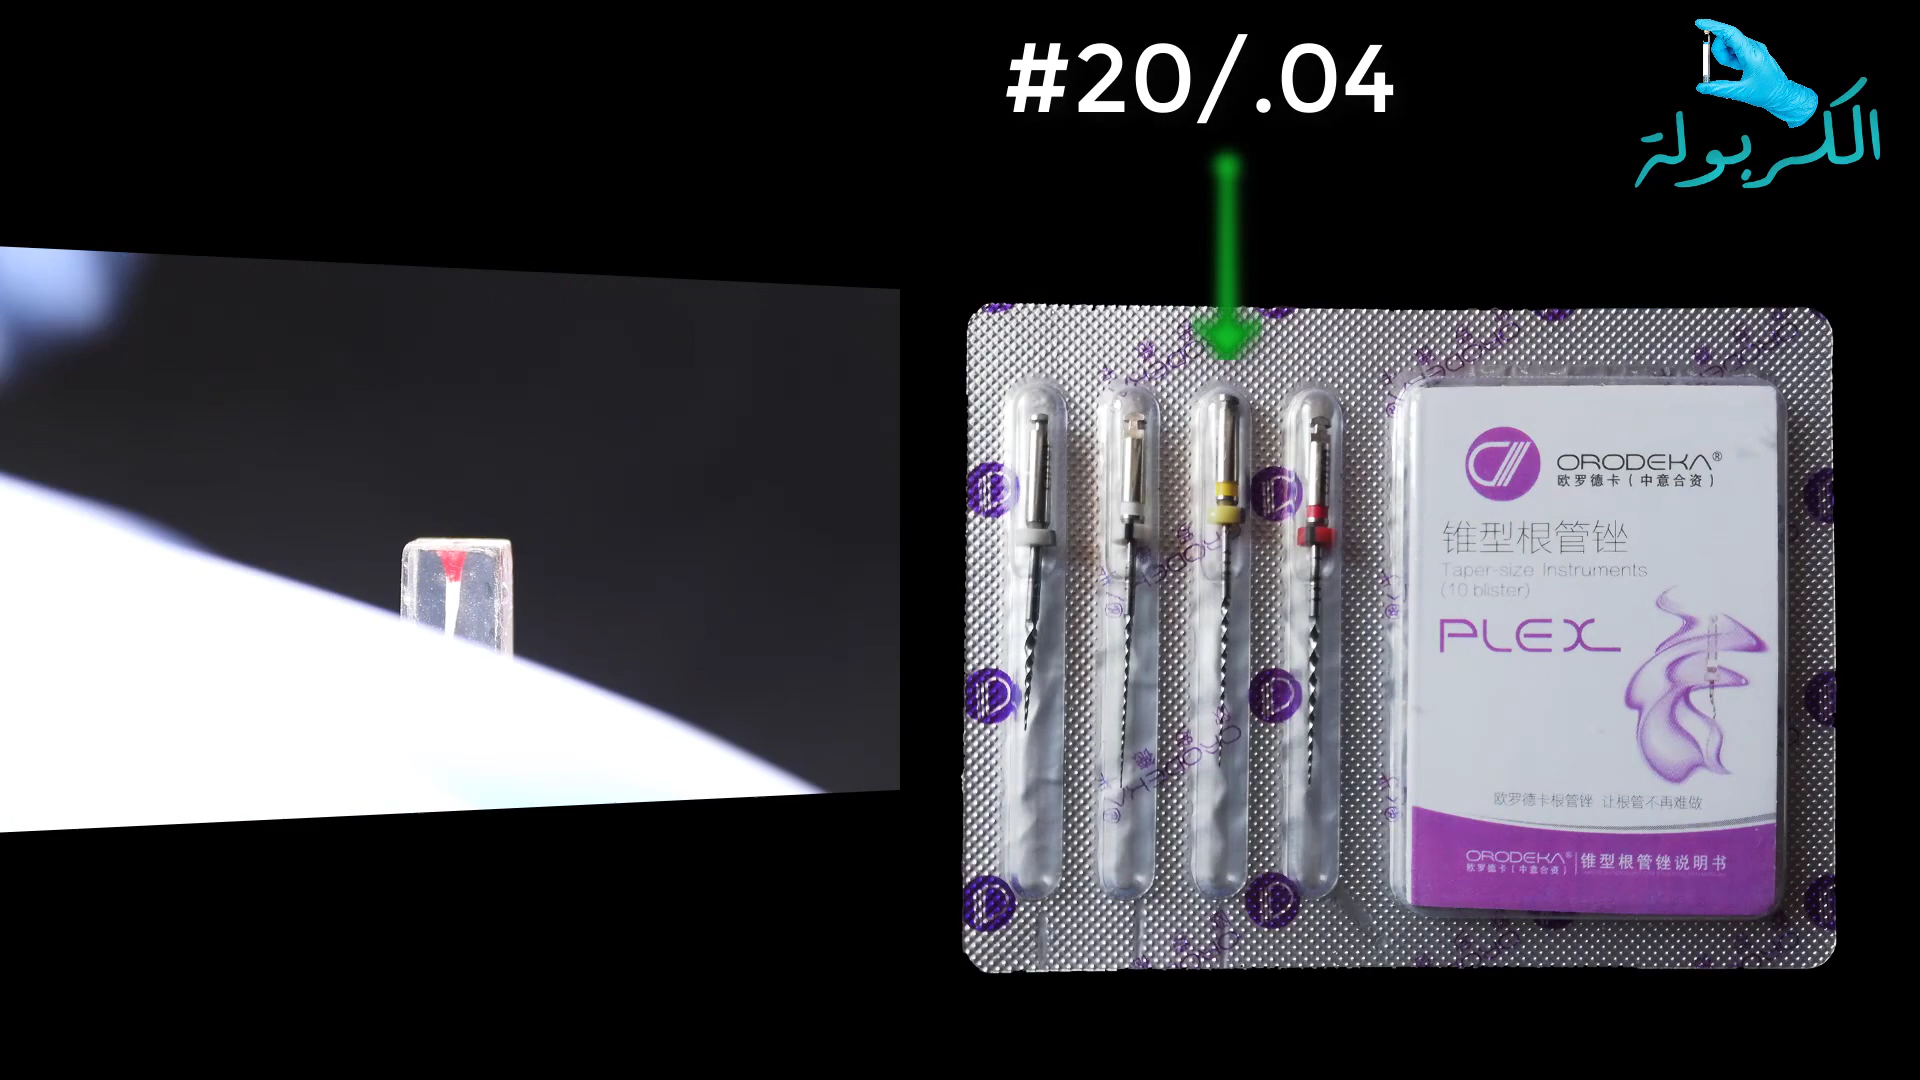 #20/.04
الكربولة
ORODEKA®
欧罗德卡(中意合资)
锥型根管锉
Taper-size Instruments
(10 blister)
PLEX
欧罗德卡根管锉 让根管不再难做
ORODEKA® 锥型根管锉说明书
欧罗德卡(中意合资)